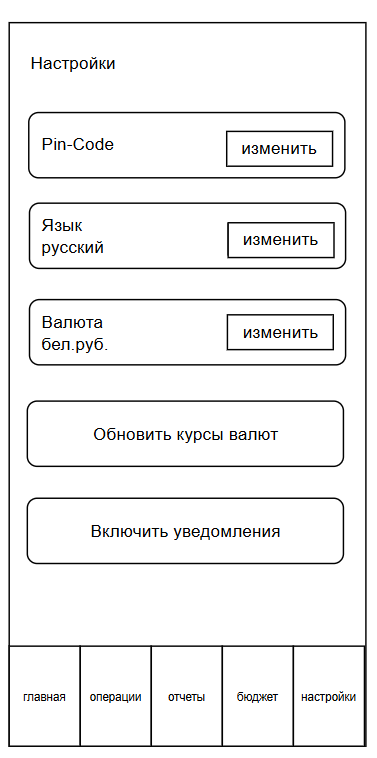 Настройки
Pin-Code
изменить
Язык
русский
изменить
Валюта
бел.руб.
изменить
Обновить курсы валют
Включить уведомления
главная
операции
отчеты
бюджет
настройки